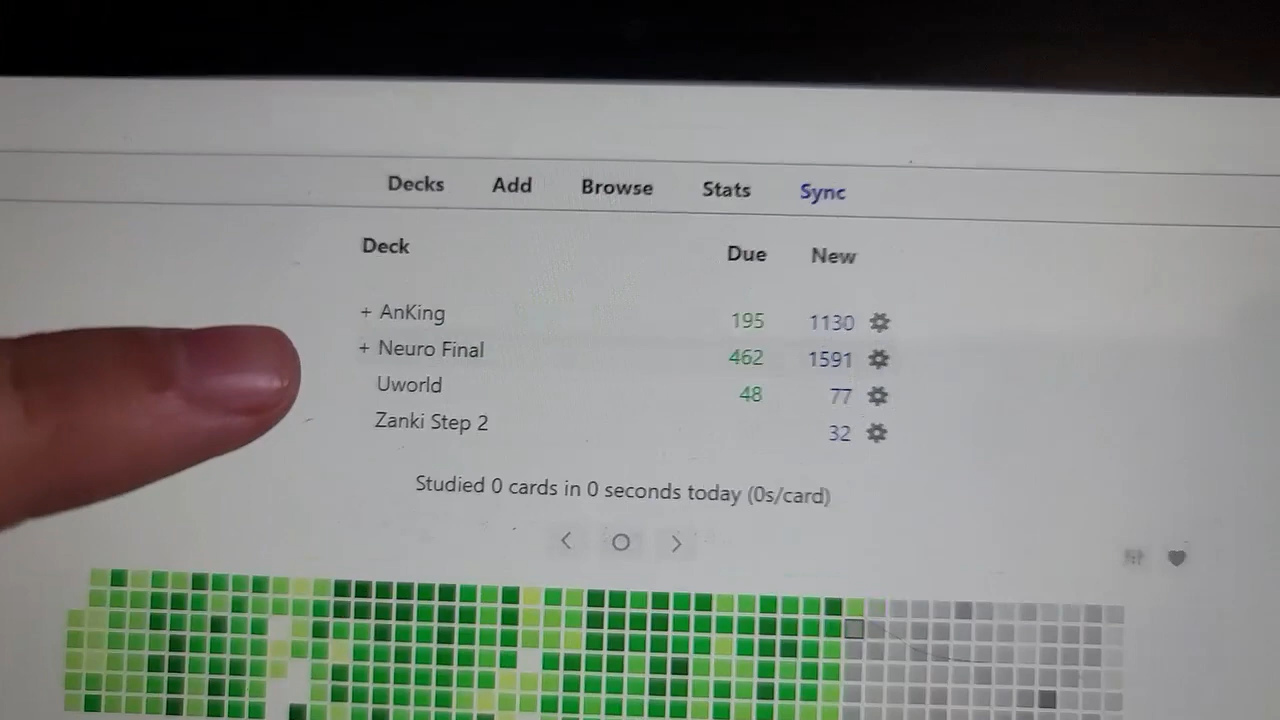 Decks Add Browse Stats Sync
Deck Due New
+ AnKing 195 1130
+ Neuro Final 462 1591
Uworld 48 77
Zanki Step 2 32
Studied 0 cards in 0 seconds today (0s/card)